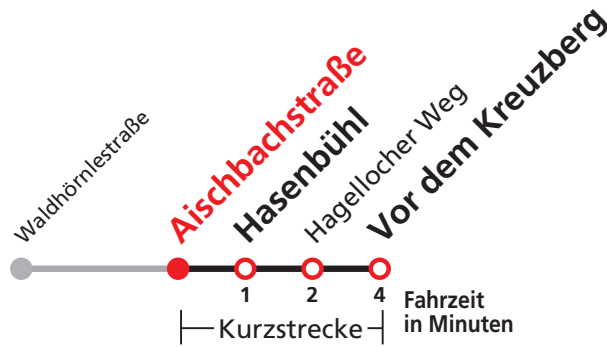 Waldhörnlestraße
Aischbachstraße
Hasenbühl
Hagellocher Weg
Vor dem Kreuzberg
1 2 4
Fahrzeit
in Minuten
Kurzstrecke